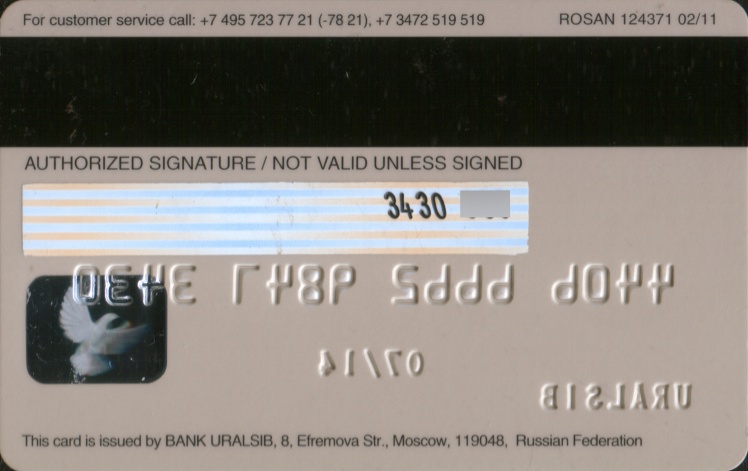 For customer service call: +7 495 723 77 21 (-78 21), +7 3472 519 519 ROSAN 124371 02/11
AUTHORIZED SIGNATURE / NOT VALID UNLESS SIGNED
3430
07/14
URALSIB
This card is issued by BANK URALSIB, 8, Efremova Str., Moscow, 119048, Russian Federation